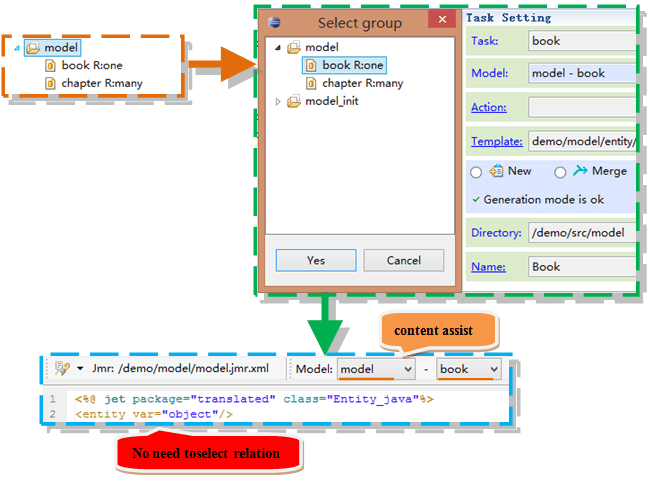 model
book R:one
chapter R:many
Select group
model
book R:one
chapter R:many
model_init
Yes
Cancel
Task Setting
Task:
book
Model:
model - book
Action:
Template:
demo/model/entity/
New
Merge
Generation mode is ok
Directory:
/demo/src/model
Name:
Book
content assist
Jmr: /demo/model/model.jmr.xml
Model:
model
-
book
1 <%@ jet package="translated" class="Entity_java"%>
2 <entity var="object"/>
No need toselect relation